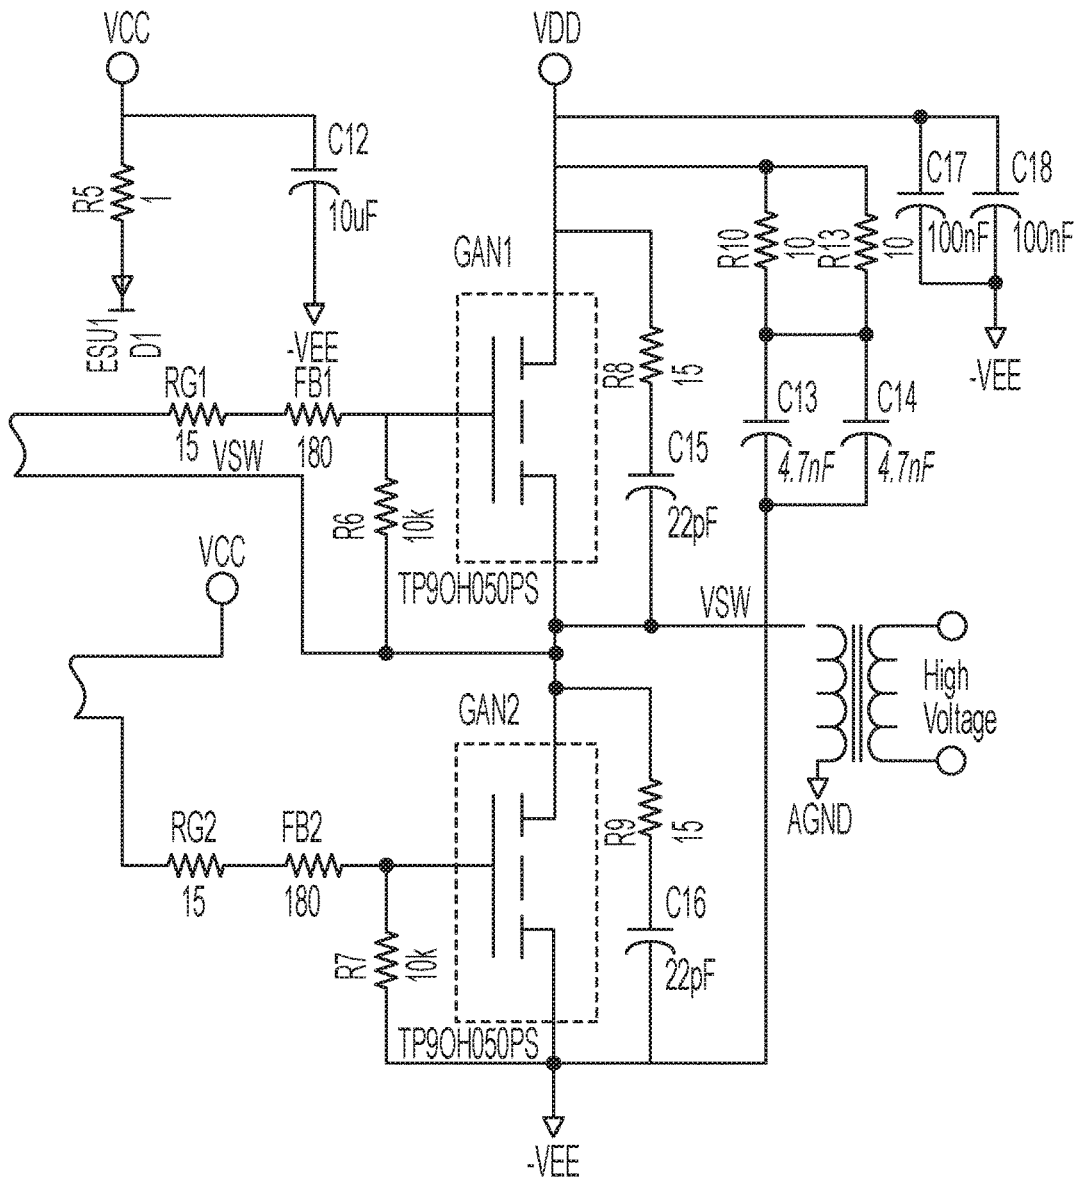 VCC
VDD
C12
10uF
R5
1
C17
100nF
C18
100nF
R10
10
R13
10
GAN1
ESU1
D1
-VEE
-VEE
R8
15
RG1
15
FB1
180
VSW
C13
4.7nF
C14
4.7nF
C15
22pF
R6
10k
VCC
TP90H050PS
VSW
High
Voltage
GAN2
AGND
RG2
15
FB2
180
R9
15
C16
22pF
R7
10k
TP90H050PS
-VEE